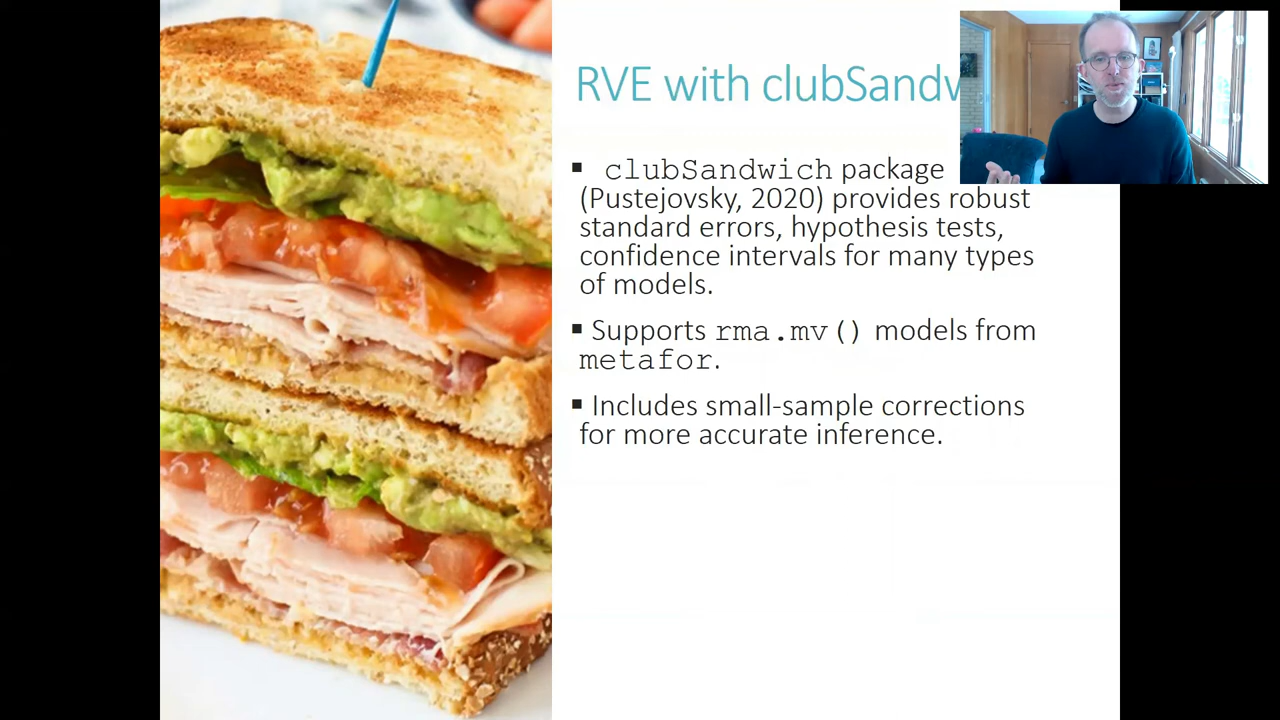 RVE with clubSandw
▪ clubSandwich package
(Pustejovsky, 2020) provides robust
standard errors, hypothesis tests,
confidence intervals for many types
of models.
▪ Supports rma.mv() models from
metafor.
▪ Includes small-sample corrections
for more accurate inference.